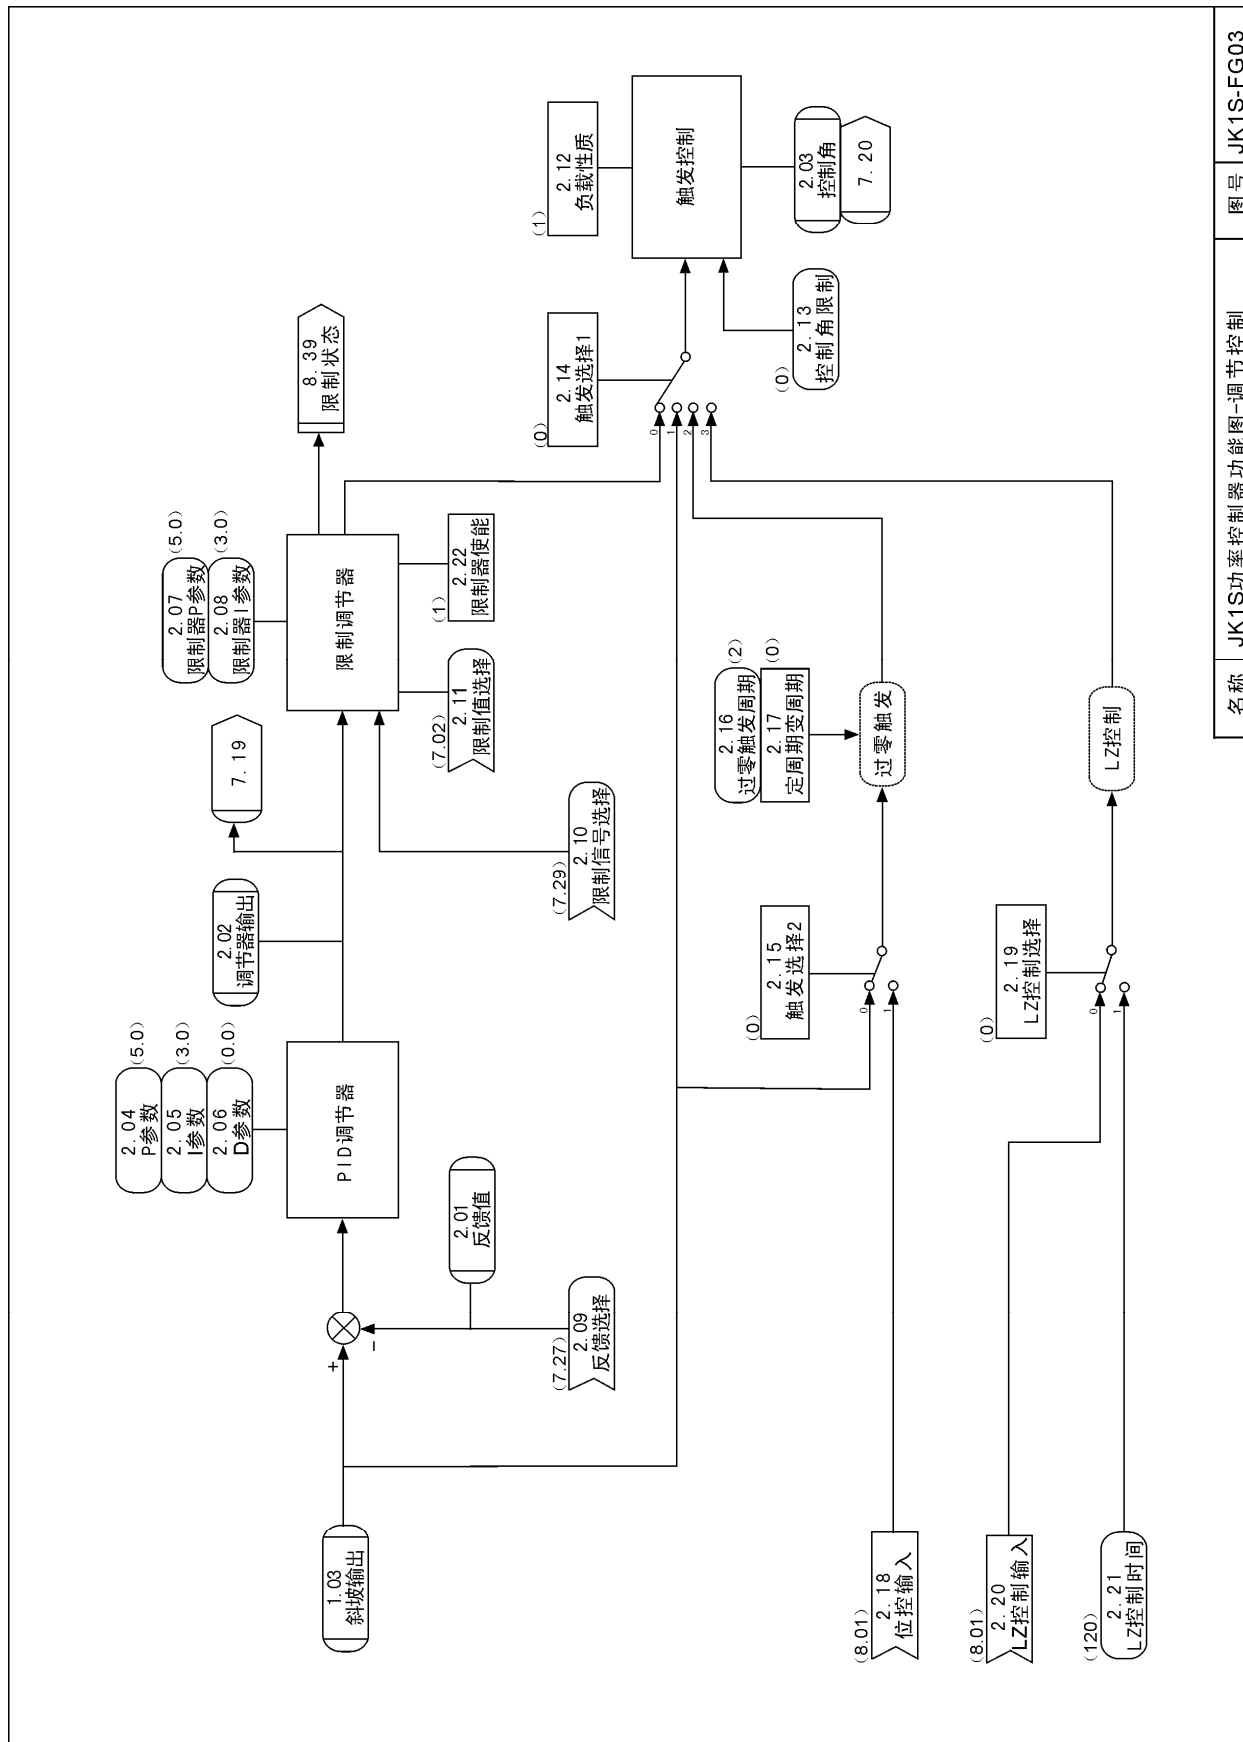 2.04
P参数
(5.0)
2.05
I参数
(3.0)
2.06
D参数
(0.0)
2.07
限制器P参数
(5.0)
2.08
限制器I参数
(3.0)
2.02
调节器输出
7.19
8.39
限制状态
1.03
斜坡输出
+
-
PID调节器
限制调节器
2.01
反馈值
(7.02)
2.11
限制值选择
(1)
2.22
限制器使能
(7.27)
2.09
反馈选择
(7.29)
2.10
限制信号选择
(0)
2.14
触发选择1
(1)
2.12
负载性质
0
1
2
3
触发控制
2.16
过零触发周期
(2)
2.17
定周期变周期
(0)
(0)
2.13
控制角限制
2.03
控制角
7.20
(0)
2.15
触发选择2
0
1
过零触发
(8.01)
2.18
位控输入
(0)
2.19
LZ控制选择
(8.01)
2.20
LZ控制输入
0
1
LZ控制
(120)
2.21
LZ控制时间
名称 JK1S功率控制器功能图-调节控制 图号 JK1S-FG03